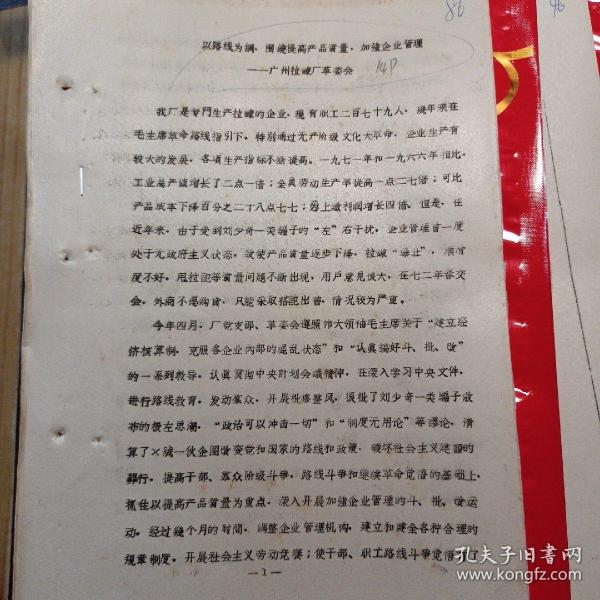 86
96
以路线为纲，围绕提高产品质量，加强企业管理
——广州拉链厂革委会
14P
我厂是专门生产拉链的企业，现有职工二百七十九人，几年来在
毛主席革命路线指引下，特别通过无产阶级文化大革命，企业生产有
较大的发展，各项生产指标不断提高。一九七一年和一九六六年相比，
工业总产值增长了二点一倍；全员劳动生产率提高一点二七倍；可比
产品成本下降百分之二十八点七七；上缴利润增长四倍。但是，在
近年来，由于受到刘少奇一类骗子的“左”右干扰，企业管理曾一度
处于无政府主义状态，致使产品质量逐步下降，拉链
度不好，甩拉配等質量问题不断出现，用户意见很大，在七二年春交
会，外商不愿购货，只能采取搭配出售，情况较为严重。
今年四月，厂党支部、革委会遵照伟大领袖毛主席关于“建立经
济核算制，克服各企业内部的混乱状态”和“认真搞好斗、批、改”
的一系列教导，认真贯彻中央计划会议精神，在深入学习中央文件，
进行路线教育，发动群众，开展批修整风，狠批了刘少奇一类骗子散
布的极左思潮，“政治可以冲击一切”和“制度无用论”等谬论，清
算了×彪一伙企图改变党和国家的路线和政策，破坏社会主义建设的
罪行，提高干部、群众阶级斗争，路线斗争和继续革命觉悟的基础上，
抓住以提高产品质量为重点，深入开展加强企业管理的斗、批、改运
动，经过几个月的时间，调整企业管理机构，建立和健全各种合理的
规章制度，开展社会主义劳动竞赛；使干部、职工路线斗争觉悟
—1—
孔夫子旧书网
www.kongfz.com